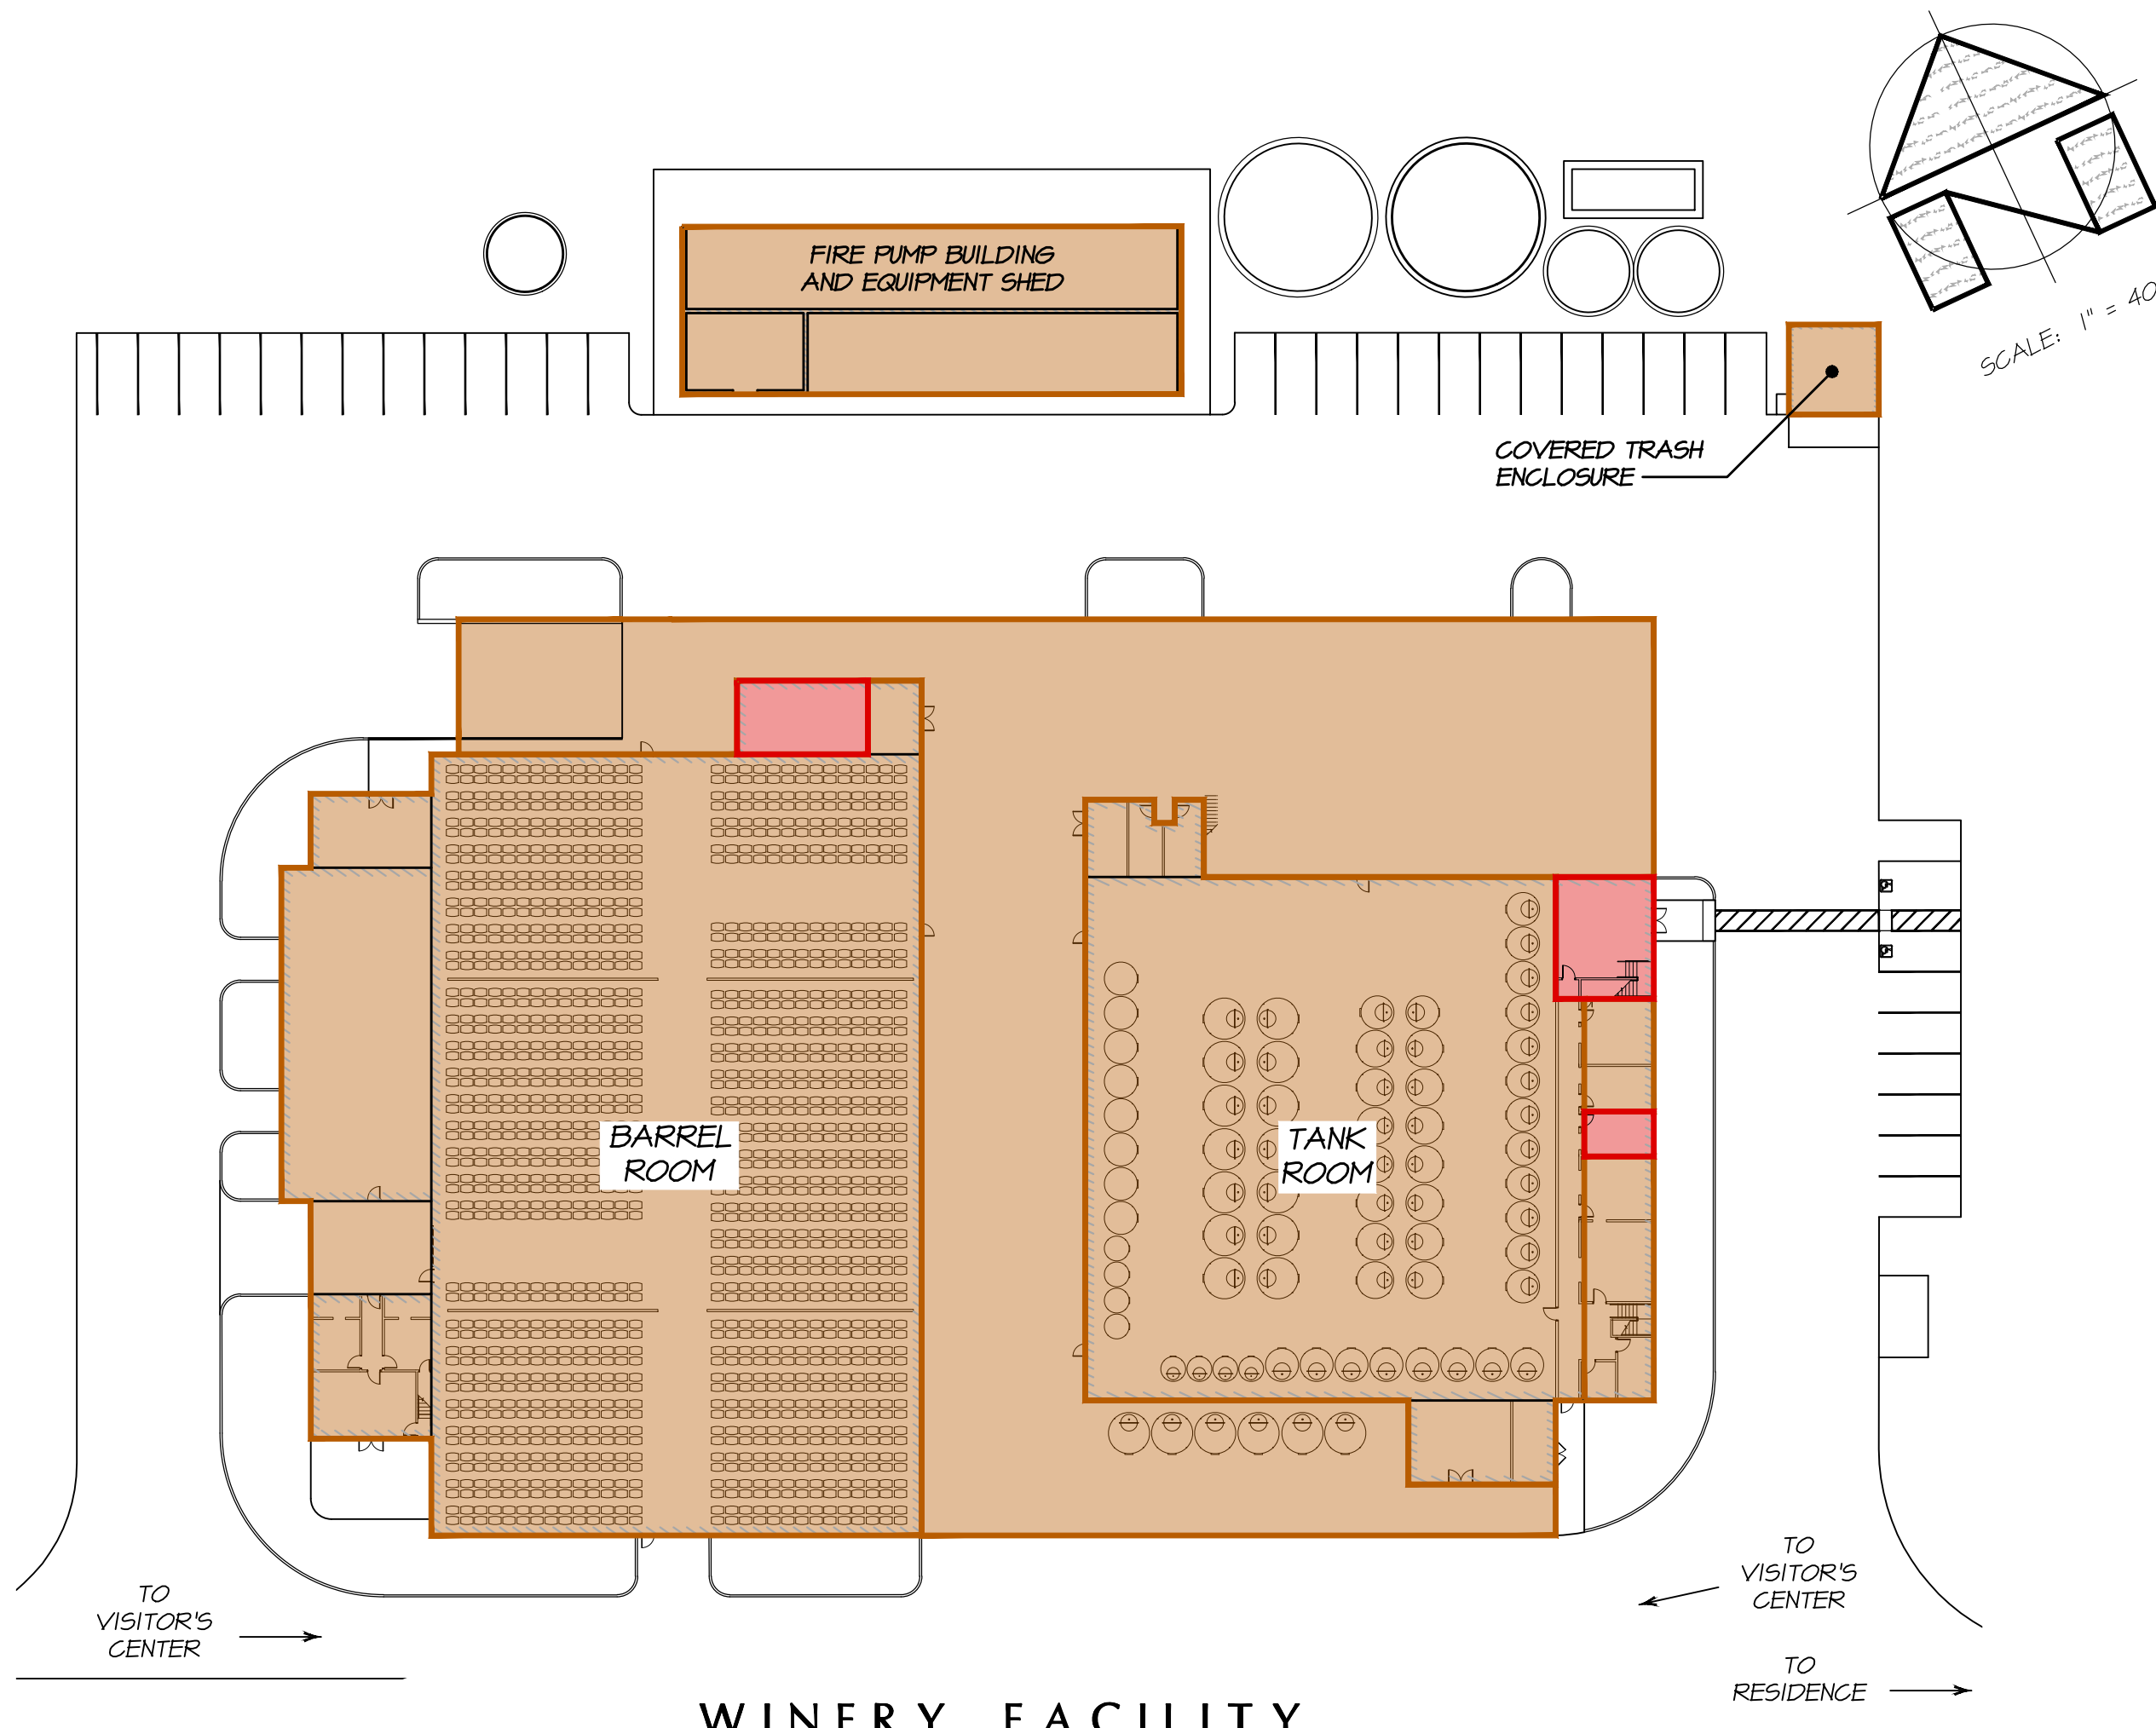 FIRE PUMP BUILDING
AND EQUIPMENT SHED
SCALE: 1" = 40
COVERED TRASH
ENCLOSURE
BARREL
ROOM
TANK
ROOM
TO
VISITOR'S
CENTER
TO
VISITOR'S
CENTER
TO
RESIDENCE
WINERY FACILITY